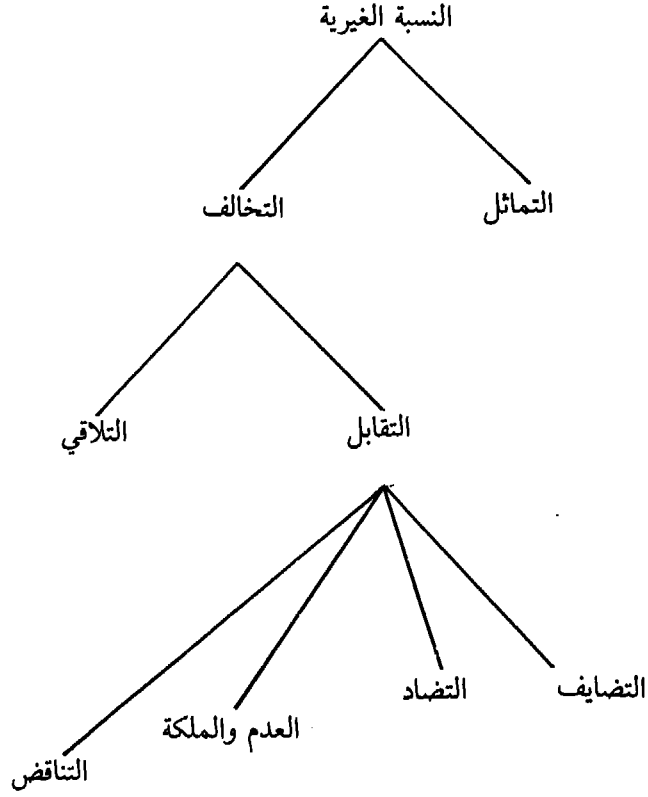 النسبة الغيرية
التماثل
التخالف
التقابل
التلاقي
التضايف
التضاد
العدم والملكة
التناقض